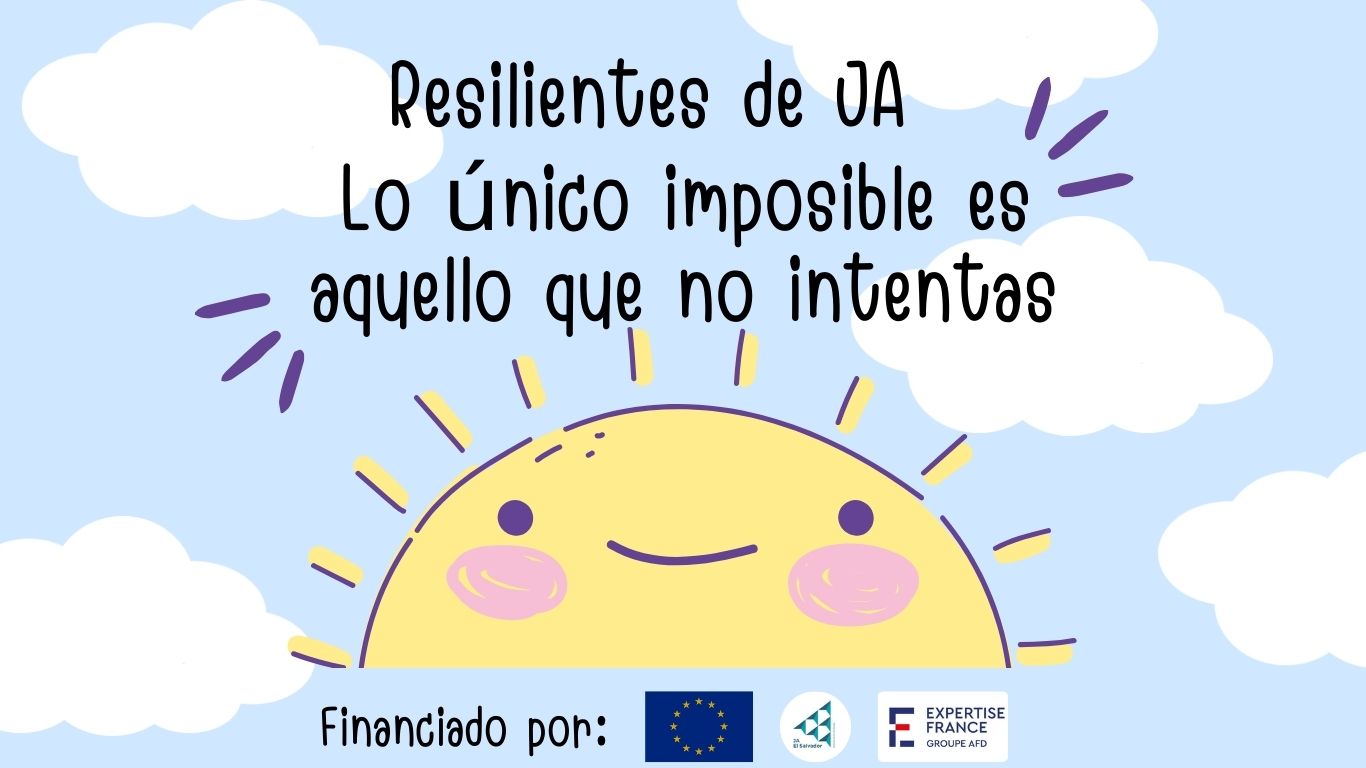 Resilientes de JA
Lo único imposible es
aquello que no intentas
Financiado por:
JA
El Salvador
EXPERTISE
FRANCE
GROUPE AFD